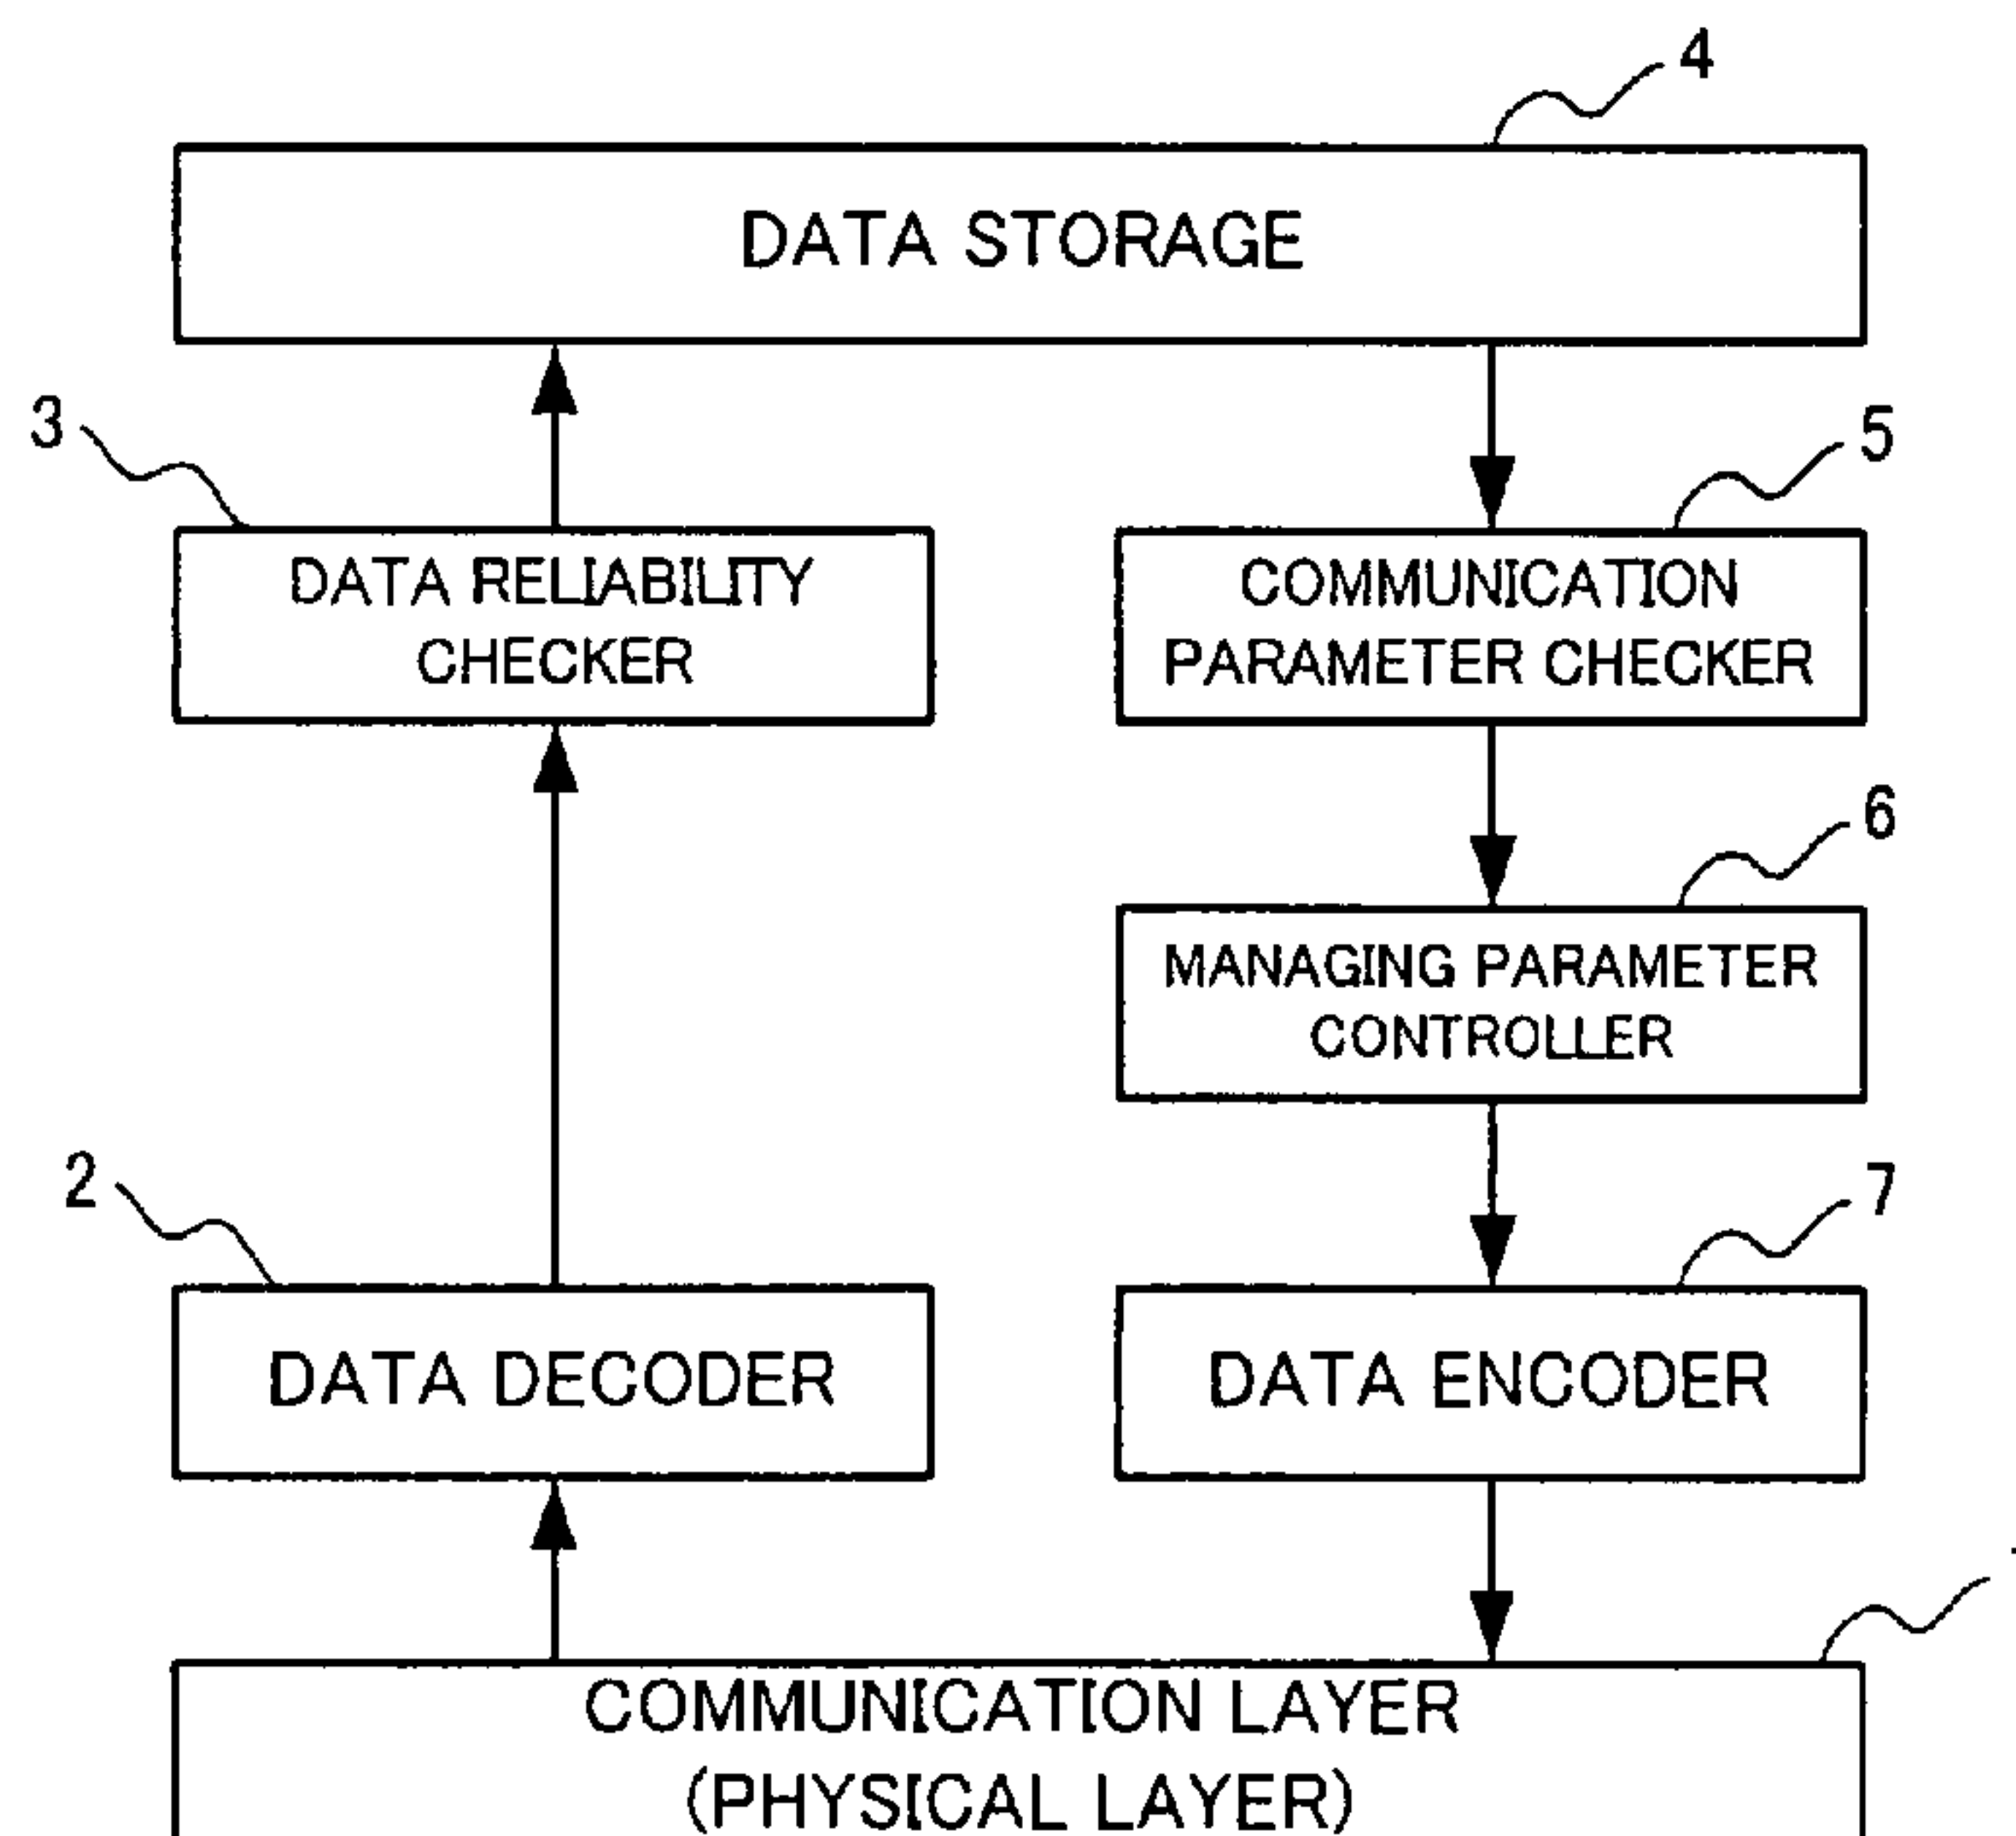 4
DATA STORAGE
3
5
DATA RELIABILITY
CHECKER
COMMUNICATION
PARAMETER CHECKER
6
MANAGING PARAMETER
CONTROLLER
2
7
DATA DECODER
DATA ENCODER
COMMUNICATION LAYER
(PHYSICAL LAYER)